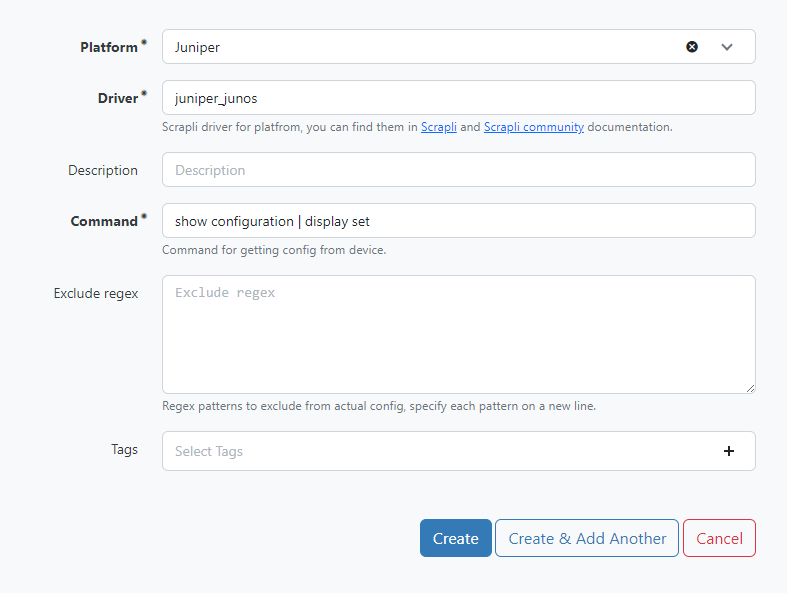 Platform *
Juniper
Driver *
juniper_junos
Scrapli driver for platfrom, you can find them in Scrapli and Scrapli community documentation.
Description
Description
Command *
show configuration | display set
Command for getting config from device.
Exclude regex
Exclude regex
Regex patterns to exclude from actual config, specify each pattern on a new line.
Tags
Select Tags
Create
Create & Add Another
Cancel